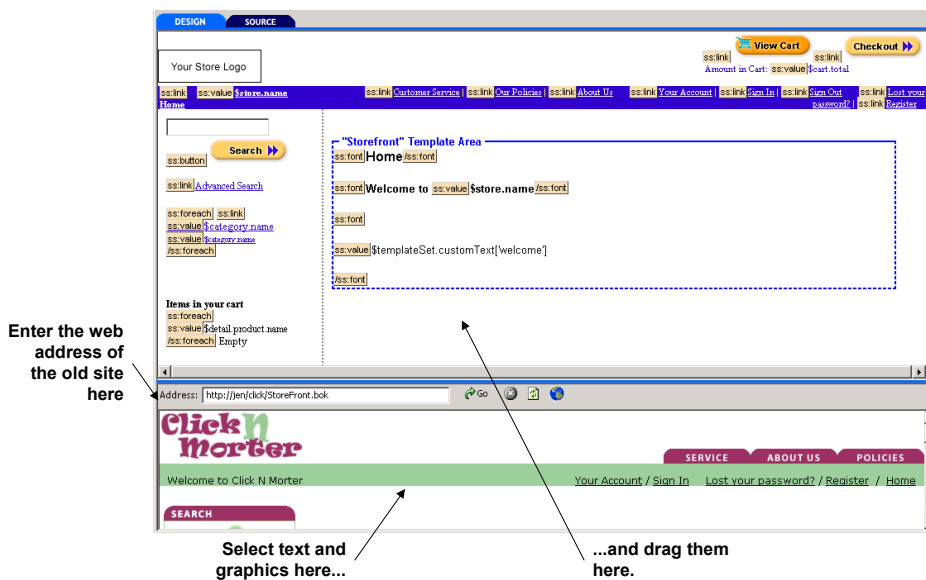 DESIGN SOURCE
Your Store Logo
View Cart Checkout
ss:link ss:link
Amount in Cart: ss:value $cart.total
ss:link ss:value $store.name ss:link Customer Service | ss:link Our Policies | ss:link About Us ss:link Your Account | ss:link Sign In | ss:link Sign Out ss:link Lost your
Home password? | ss:link Register
Search
ss:button
ss:link Advanced Search
ss:foreach ss:link
ss:value $category.name
ss:value $category.name
/ss:foreach
Items in your cart
ss:foreach
ss:value $detail.product.name
/ss:foreach Empty
"Storefront" Template Area
ss:font Home /ss:font
ss:font Welcome to ss:value $store.name /ss:font
ss:font
ss:value $templateSet.customText['welcome']
/ss:font
Enter the web
address of
the old site
here
Address: http://jen/click/StoreFront.bok Go
Click N
Morter
SERVICE ABOUT US POLICIES
Welcome to Click N Morter Your Account / Sign In Lost your password? / Register / Home
SEARCH
Select text and
graphics here...
...and drag them
here.